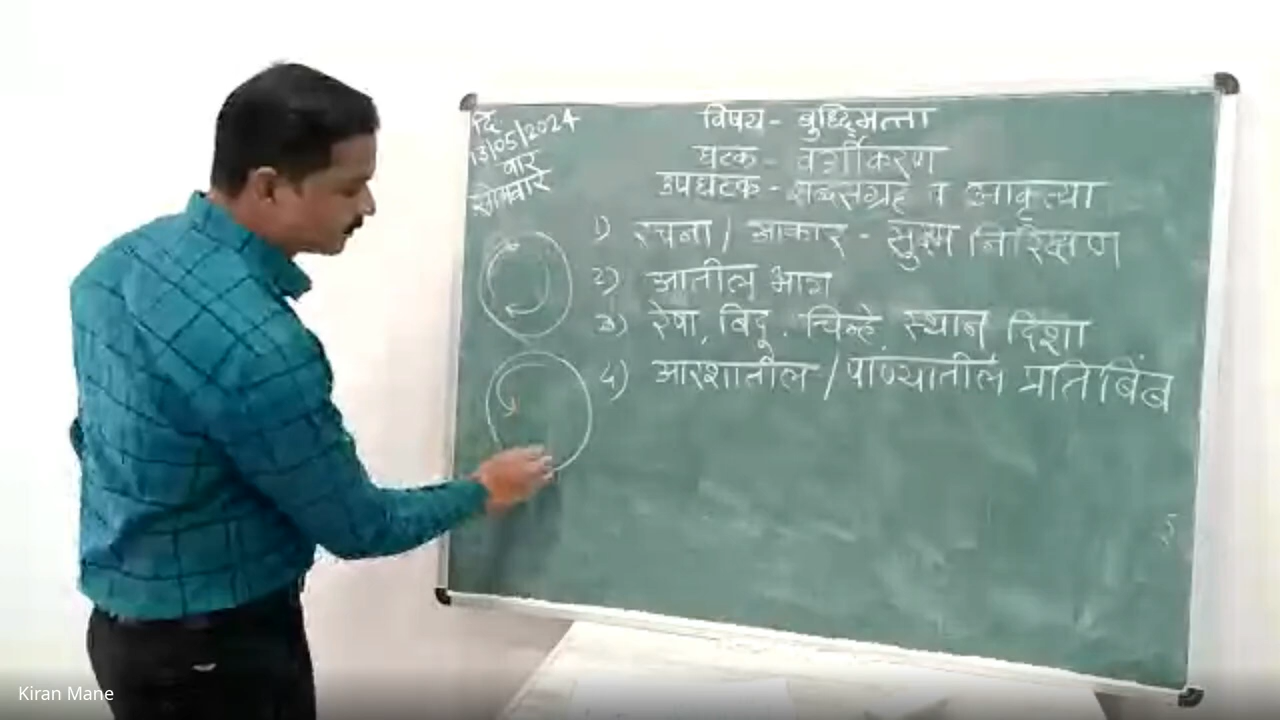 दि.
13/05/2024
वार
सोमवार
विषय - बुध्दिमत्ता
घटक - वर्गीकरण
उपघटक - शब्दसंग्रह व आकृत्या
1) रचना / आकार - सुक्ष्म निरिक्षण
2) आतील भाग
3) रेषा, बिंदू. चिन्हे, स्थान, दिशा
4) आरशातील / पाण्यातील प्रतिबिंब
Kiran Mane